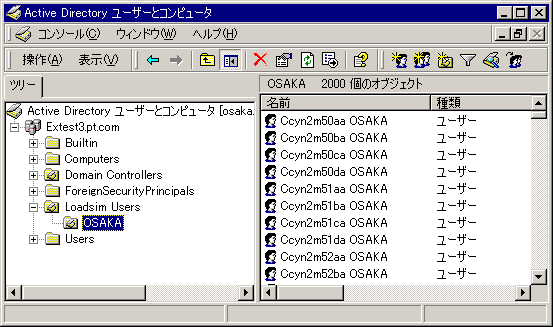 Active Directory ユーザーとコンピュータ
コンソール(C) ウィンドウ(W) ヘルプ(H)
操作(A) 表示(V)
ツリー
Active Directory ユーザーとコンピュータ [osaka.
Extest3.pt.com
Builtin
Computers
Domain Controllers
ForeignSecurityPrincipals
Loadsim Users
OSAKA
Users
OSAKA 2000 個のオブジェクト
名前 種類
Ccyn2m50aa OSAKA ユーザー
Ccyn2m50ba OSAKA ユーザー
Ccyn2m50ca OSAKA ユーザー
Ccyn2m50da OSAKA ユーザー
Ccyn2m51aa OSAKA ユーザー
Ccyn2m51ba OSAKA ユーザー
Ccyn2m51ca OSAKA ユーザー
Ccyn2m51da OSAKA ユーザー
Ccyn2m52aa OSAKA ユーザー
Ccyn2m52ba OSAKA ユーザー